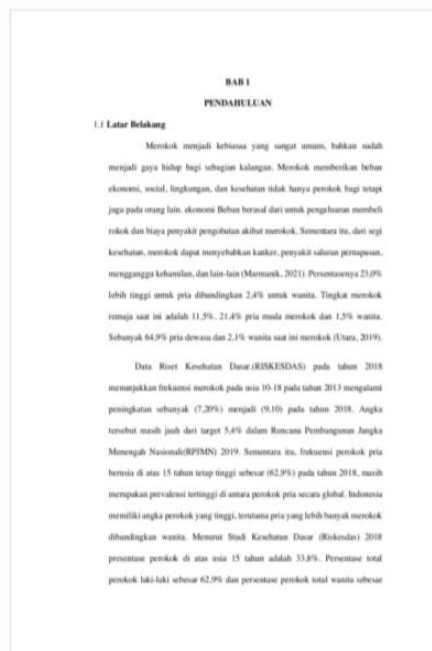 BAB 1
PENDAHULUAN
1.1 Latar Belakang
Merokok menjadi kebiasaa yang sangat umum, bahkan sudah
menjadi gaya hidup bagi sebagian kalangan. Merokok memberikan beban
ekonomi, social, lingkungan, dan kesehatan tidak hanya perokok bagi tetapi
juga pada orang lain. ekonomi Beban berasal dari untuk pengeluaran membeli
rokok dan biaya penyakit pengobatan akibat merokok. Sementara itu, dari segi
kesehatan, merokok dapat menyebabkan kanker, penyakit saluran pernapasan,
mengganggu kehamilan, dan lain-lain (Marmanik, 2021). Persentasenya 23,0%
lebih tinggi untuk pria dibandingkan 2,4% untuk wanita. Tingkat merokok
remaja saat ini adalah 11,5%. 21,4% pria muda merokok dan 1,5% wanita.
Sebanyak 64,9% pria dewasa dan 2,1% wanita saat ini merokok (Utara, 2019).
Data Riset Kesehatan Dasar.(RISKESDAS) pada tahun 2018
menunjukkan frekuensi merokok pada usia 10-18 pada tahun 2013 mengalami
peningkatan sebanyak (7,20%) menjadi (9,10) pada tahun 2018. Angka
tersebut masih jauh dari target 5,4% dalam Rencana Pembangunan Jangka
Menengah Nasionali(RPJMN) 2019. Sementara itu, frekuensi perokok pria
berusia di atas 15 tahun tetap tinggi sebesar (62,9%) pada tahun 2018, masih
merupakan prevalensi tertinggi di antara perokok pria secara global. Indonesia
memiliki angka perokok yang tinggi, terutama pria yang lebih banyak merokok
dibandingkan wanita. Menurut Studi Kesehatan Dasar (Riskesdas) 2018
presentase perokok di atas usia 15 tahun adalah 33,8%. Persentase total
perokok laki-laki sebesar 62,9% dan persentase perokok total wanita sebesar